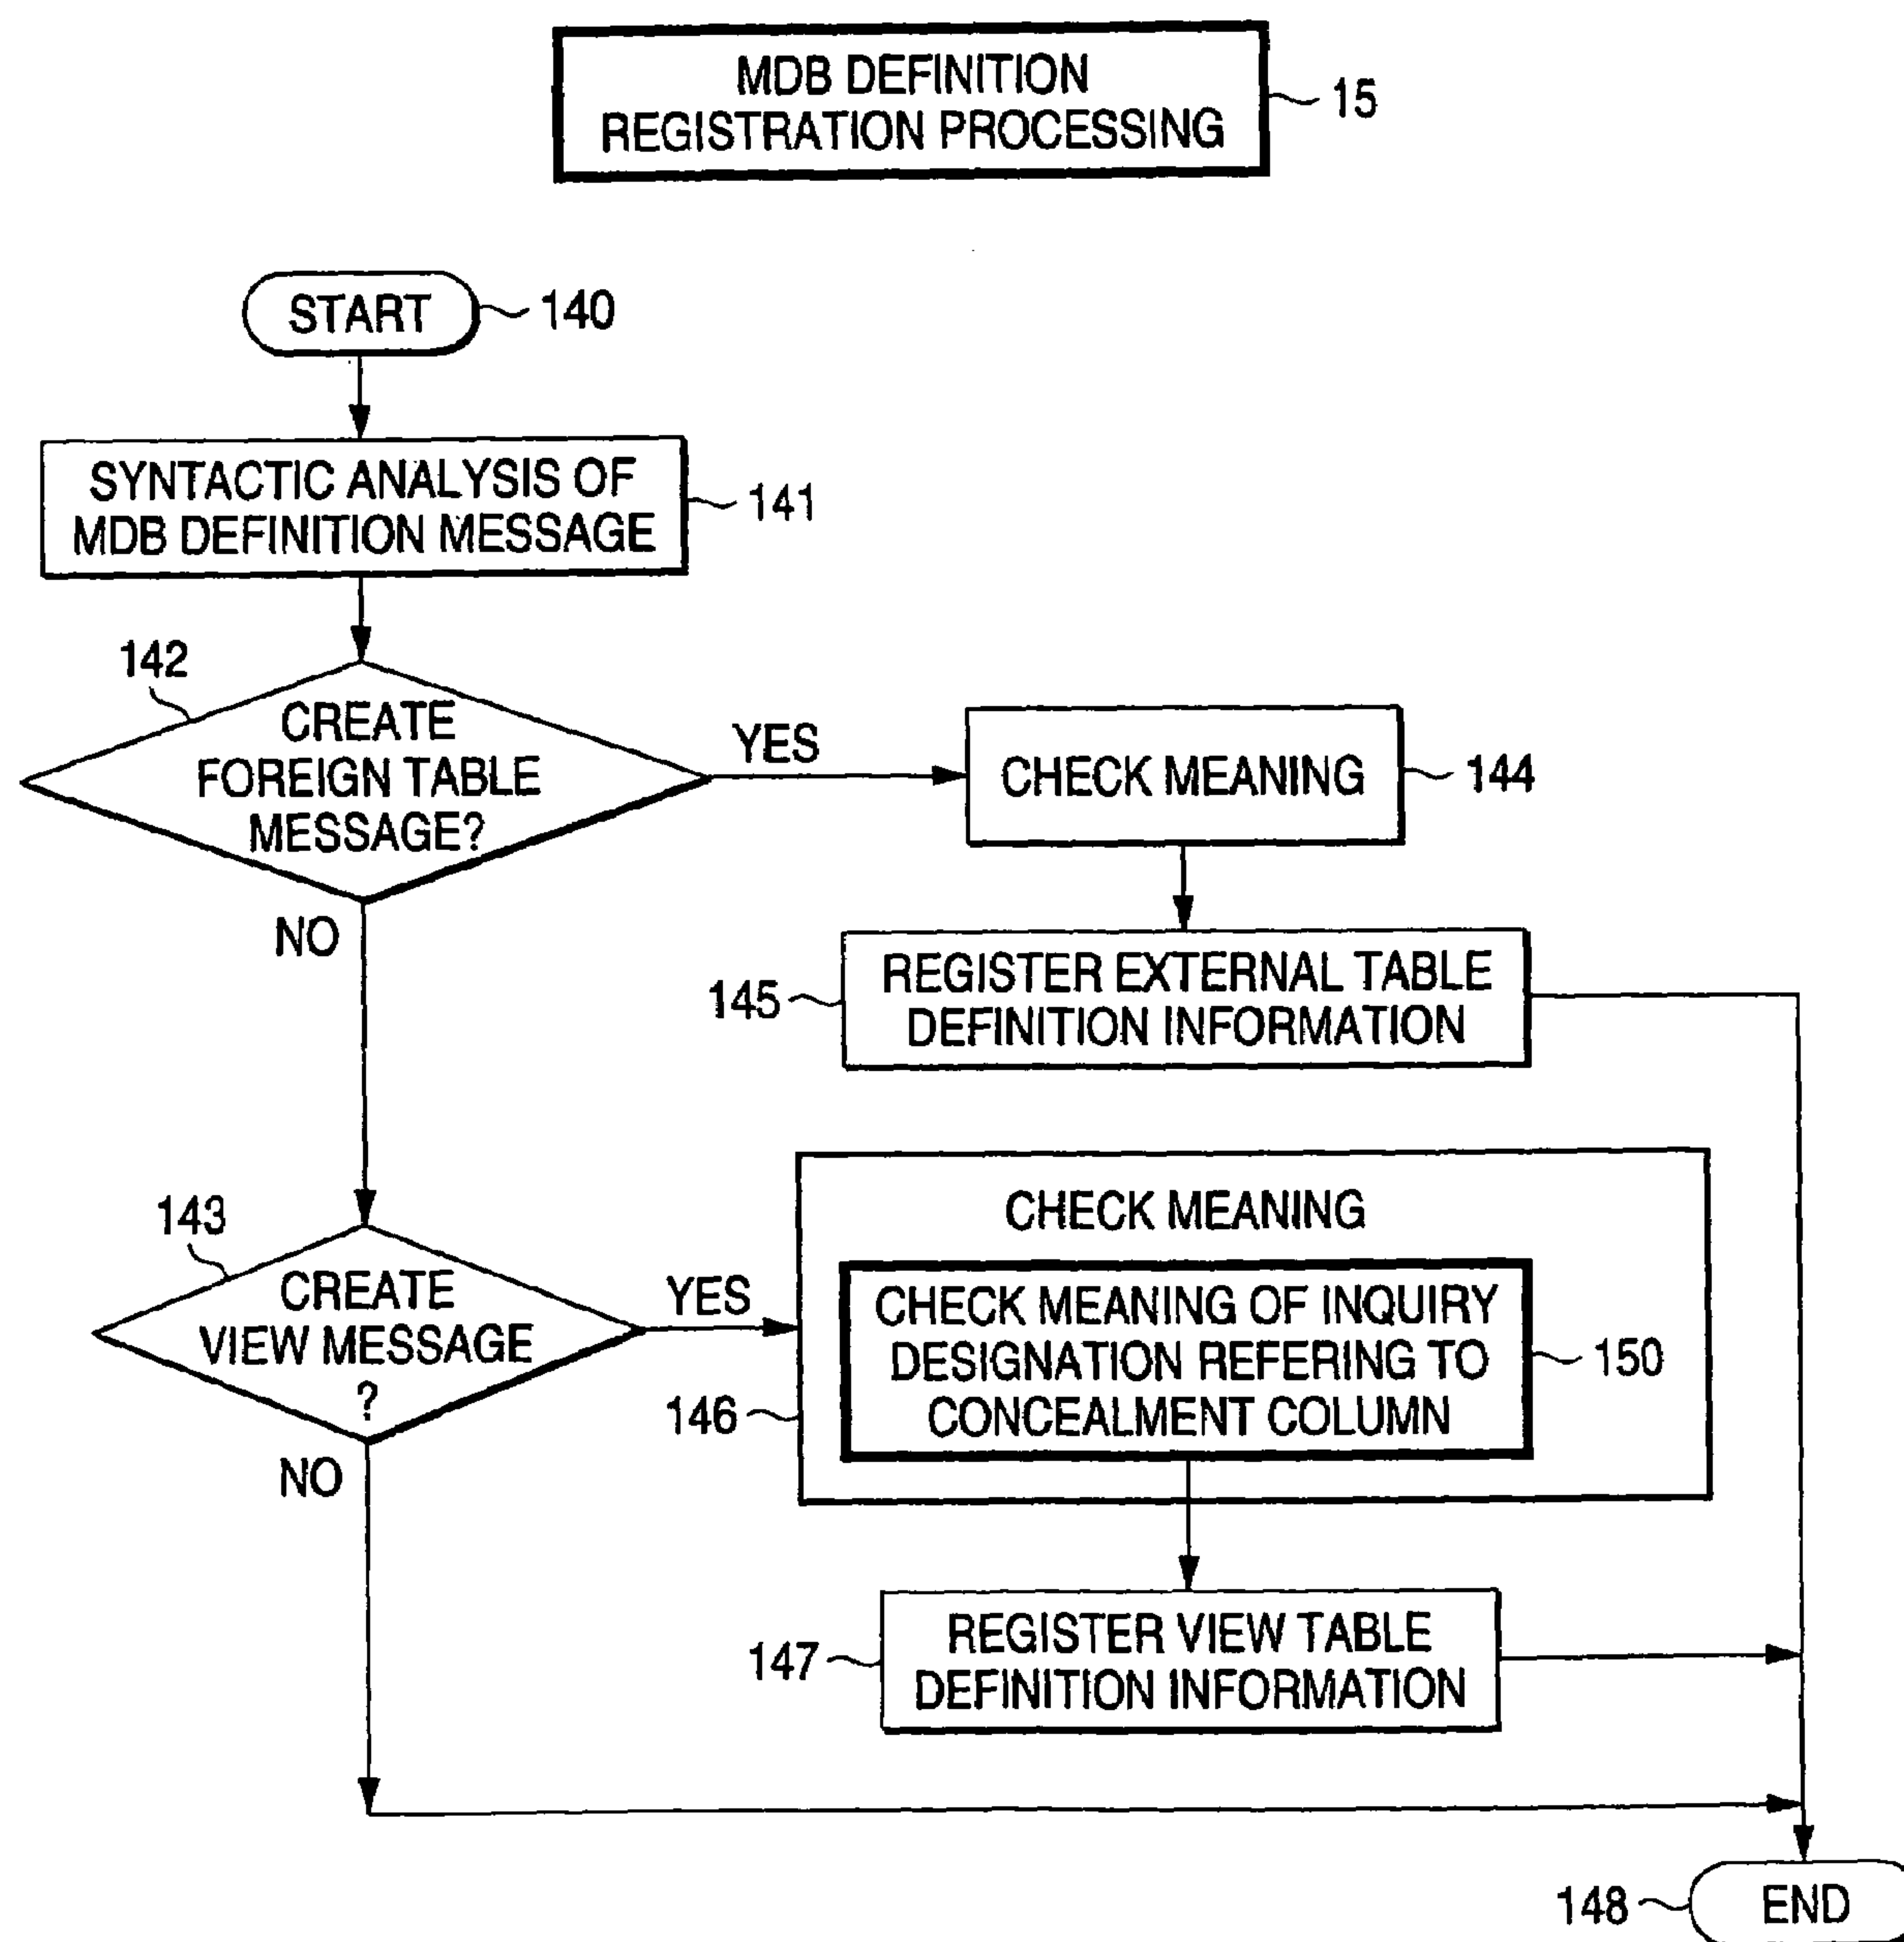 MDB DEFINITION
REGISTRATION PROCESSING
15
START
140
SYNTACTIC ANALYSIS OF
MDB DEFINITION MESSAGE
141
142
CREATE
FOREIGN TABLE
MESSAGE?
YES
NO
CHECK MEANING
144
REGISTER EXTERNAL TABLE
DEFINITION INFORMATION
145
143
CREATE
VIEW MESSAGE
?
YES
NO
CHECK MEANING
146
CHECK MEANING OF INQUIRY
DESIGNATION REFERING TO
CONCEALMENT COLUMN
150
REGISTER VIEW TABLE
DEFINITION INFORMATION
147
148
END